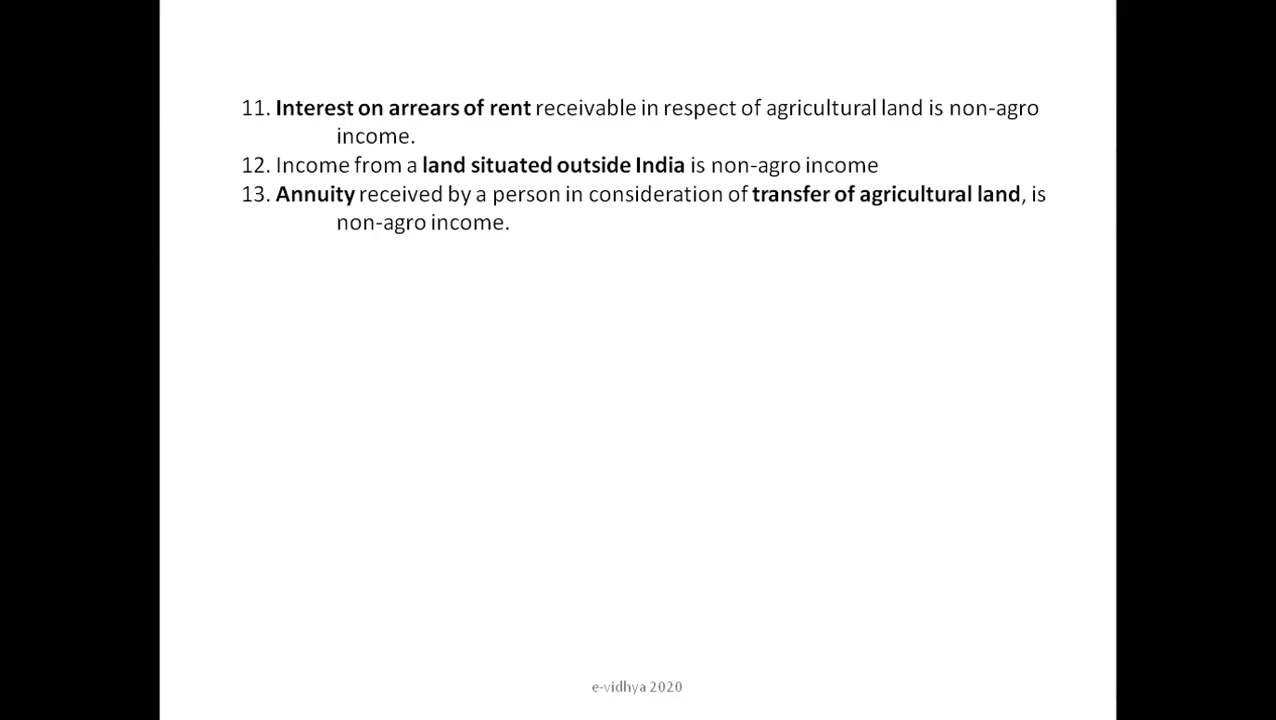 11. Interest on arrears of rent receivable in respect of agricultural land is non-agro
income.
12. Income from a land situated outside India is non-agro income
13. Annuity received by a person in consideration of transfer of agricultural land, is
non-agro income.
e-vidhya 2020